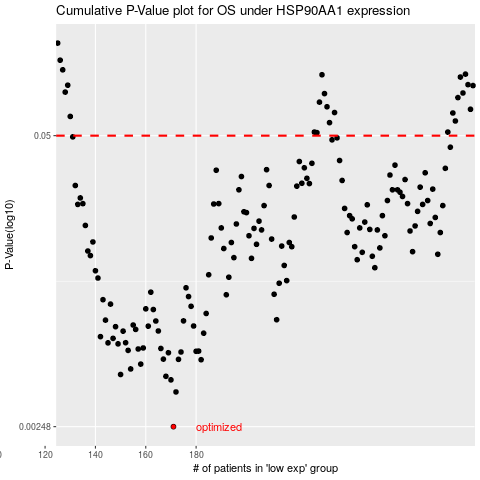 Cumulative P-Value plot for OS under HSP90AA1 expression
P-Value(log10)
0.05
0.00248
optimized
0 120 140 160 180
# of patients in 'low exp' group